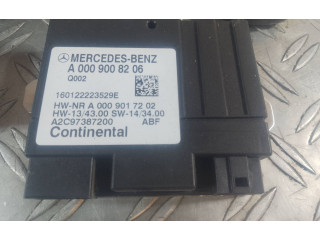 MERCEDES-BENZ
A 000 900 82 06
Q002
160122223529E
HW-NR A 000 901 72 02
HW-13/43.00 SW-14/34.00
A2C97387200 ABF
Continental